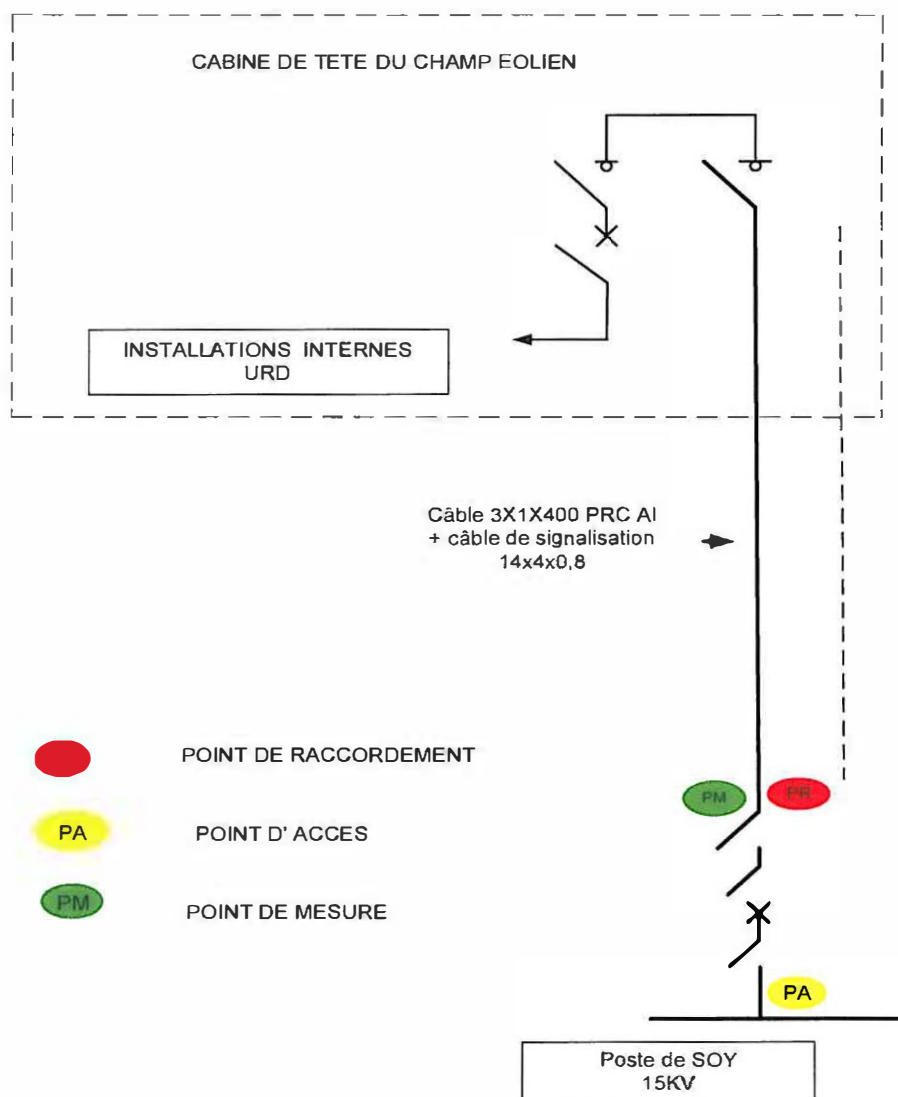 CABINE DE TETE DU CHAMP EOLIEN
INSTALLATIONS INTERNES
URD
Câble 3X1X400 PRC Al
+ câble de signalisation
14x4x0,8
POINT DE RACCORDEMENT
PM
PR
PA
POINT D' ACCES
PM
POINT DE MESURE
PA
Poste de SOY
15KV